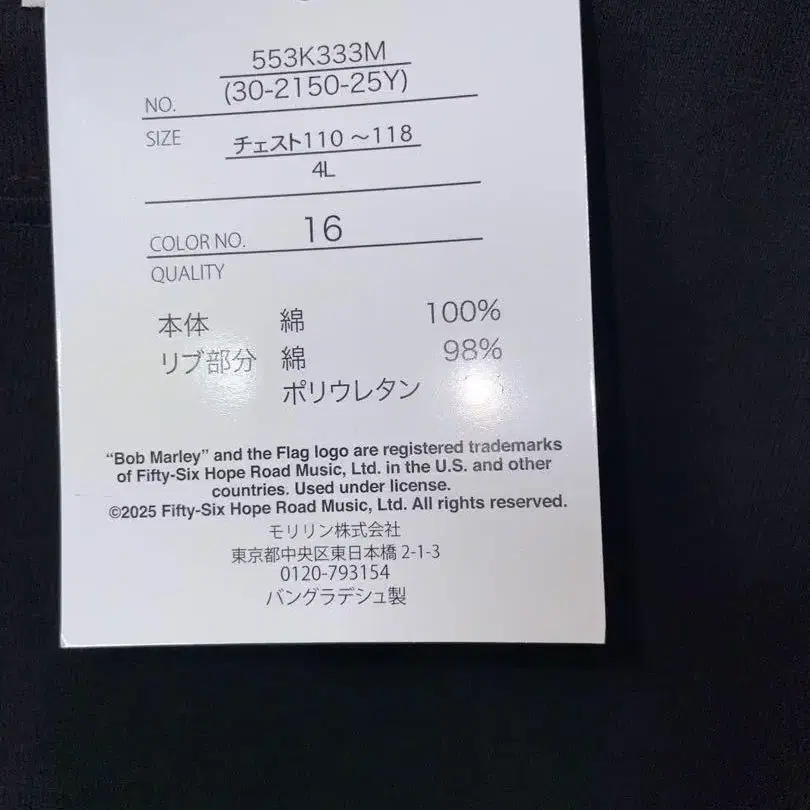 553K333M
NO. (30-2150-25Y)
SIZE チェスト110～118
4L
COLOR NO. 16
QUALITY
本体 綿 100%
リブ部分 綿 98%
ポリウレタン
“Bob Marley” and the Flag logo are registered trademarks
of Fifty-Six Hope Road Music, Ltd. in the U.S. and other
countries. Used under license.
©2025 Fifty-Six Hope Road Music, Ltd. All rights reserved.
モリリン株式会社
東京都中央区東日本橋 2-1-3
0120-793154
バングラデシュ製